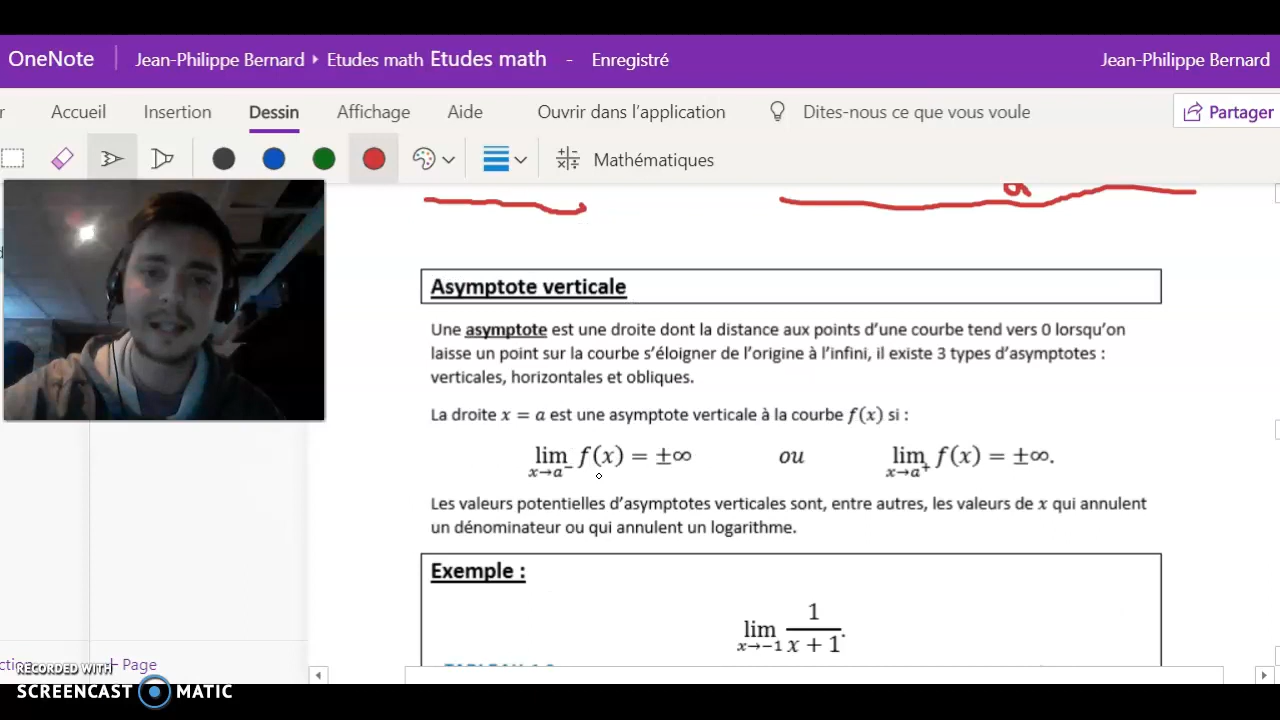 OneNote Jean-Philippe Bernard ▸ Etudes math Etudes math - Enregistré Jean-Philippe Bernard
r Accueil Insertion Dessin Affichage Aide Ouvrir dans l'application Dites-nous ce que vous voule Partager
Mathématiques
Asymptote verticale
Une asymptote est une droite dont la distance aux points d'une courbe tend vers 0 lorsqu'on
laisse un point sur la courbe s'éloigner de l'origine à l'infini, il existe 3 types d'asymptotes :
verticales, horizontales et obliques.
La droite x = a est une asymptote verticale à la courbe f(x) si :
lim x→a⁻ f(x) = ±∞ ou lim x→a⁺ f(x) = ±∞.
Les valeurs potentielles d'asymptotes verticales sont, entre autres, les valeurs de x qui annulent
un dénominateur ou qui annulent un logarithme.
Exemple :
lim x→−1 1/(x + 1).
+ Page
RECORDED WITH
SCREENCAST MATIC